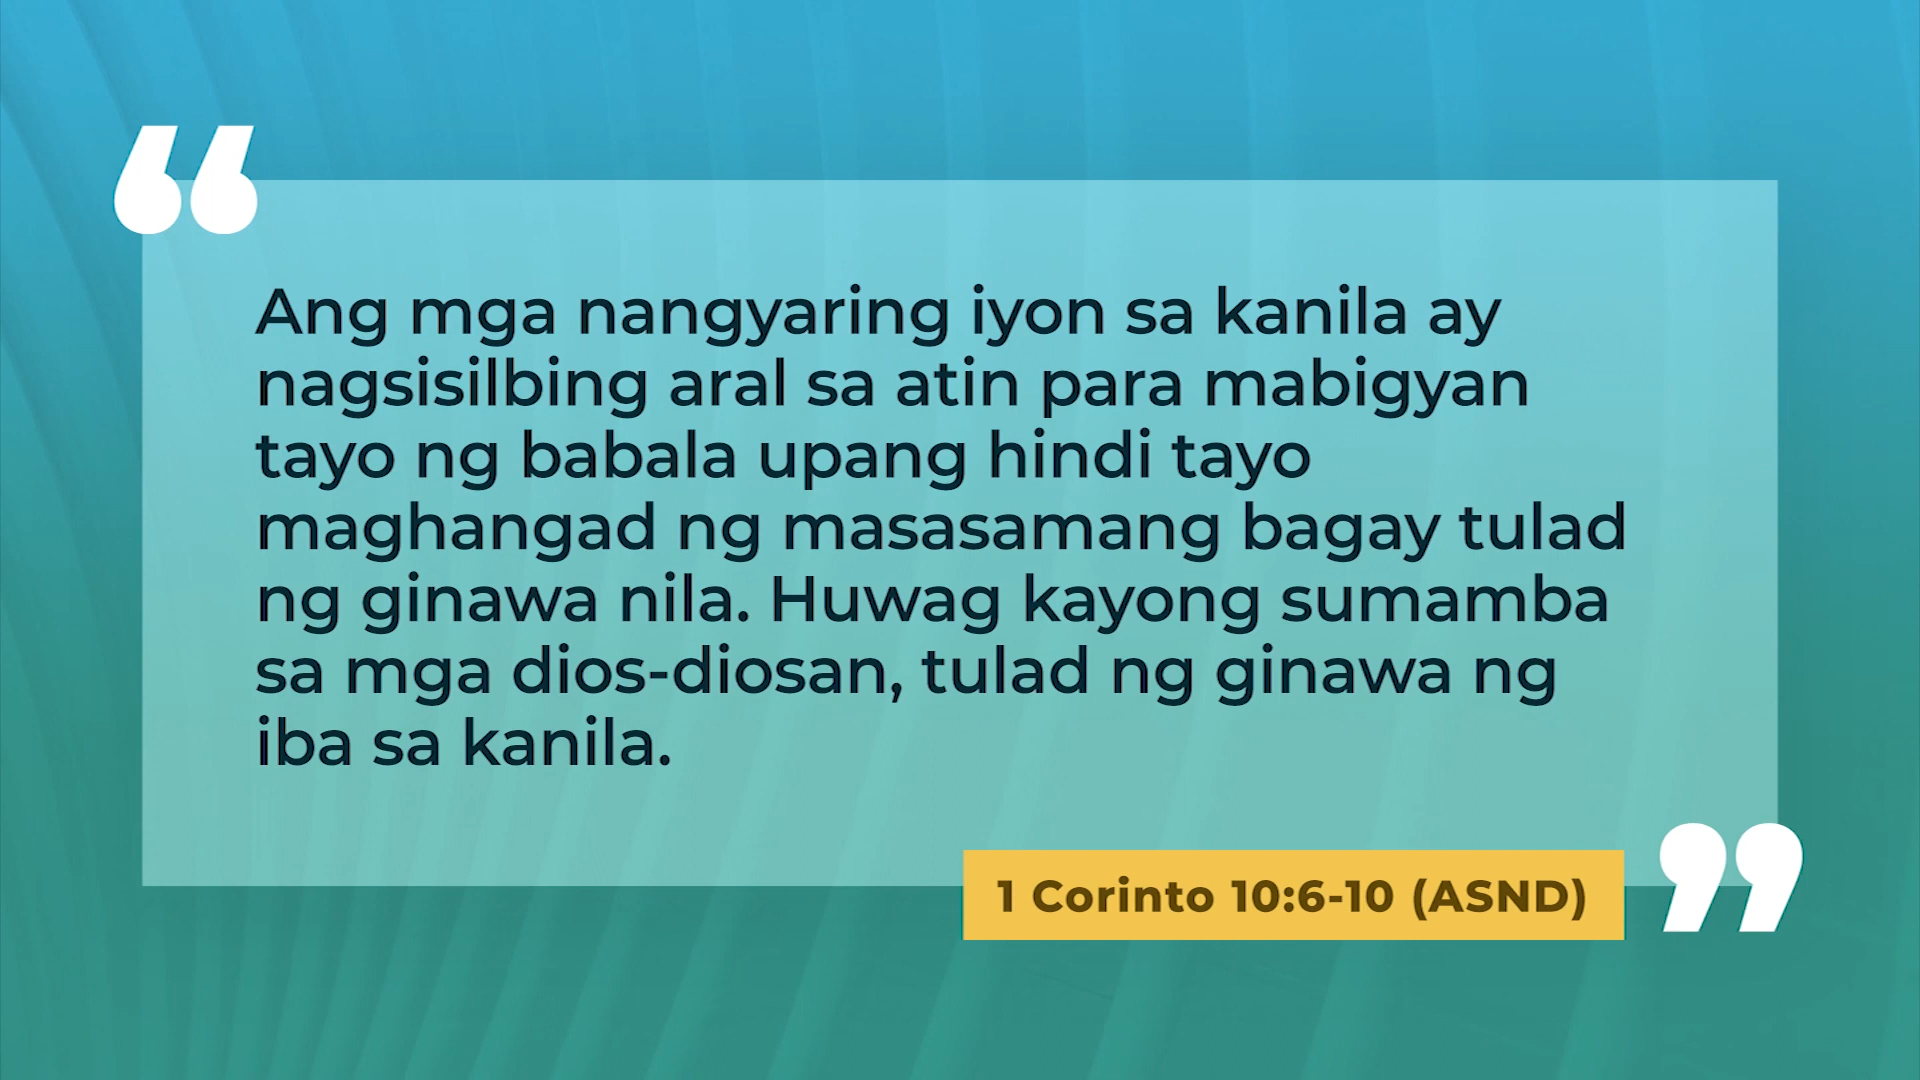 Ang mga nangyaring iyon sa kanila ay
nagsisilbing aral sa atin para mabigyan
tayo ng babala upang hindi tayo
maghangad ng masasamang bagay tulad
ng ginawa nila. Huwag kayong sumamba
sa mga dios-diosan, tulad ng ginawa ng
iba sa kanila.
1 Corinto 10:6-10 (ASND)